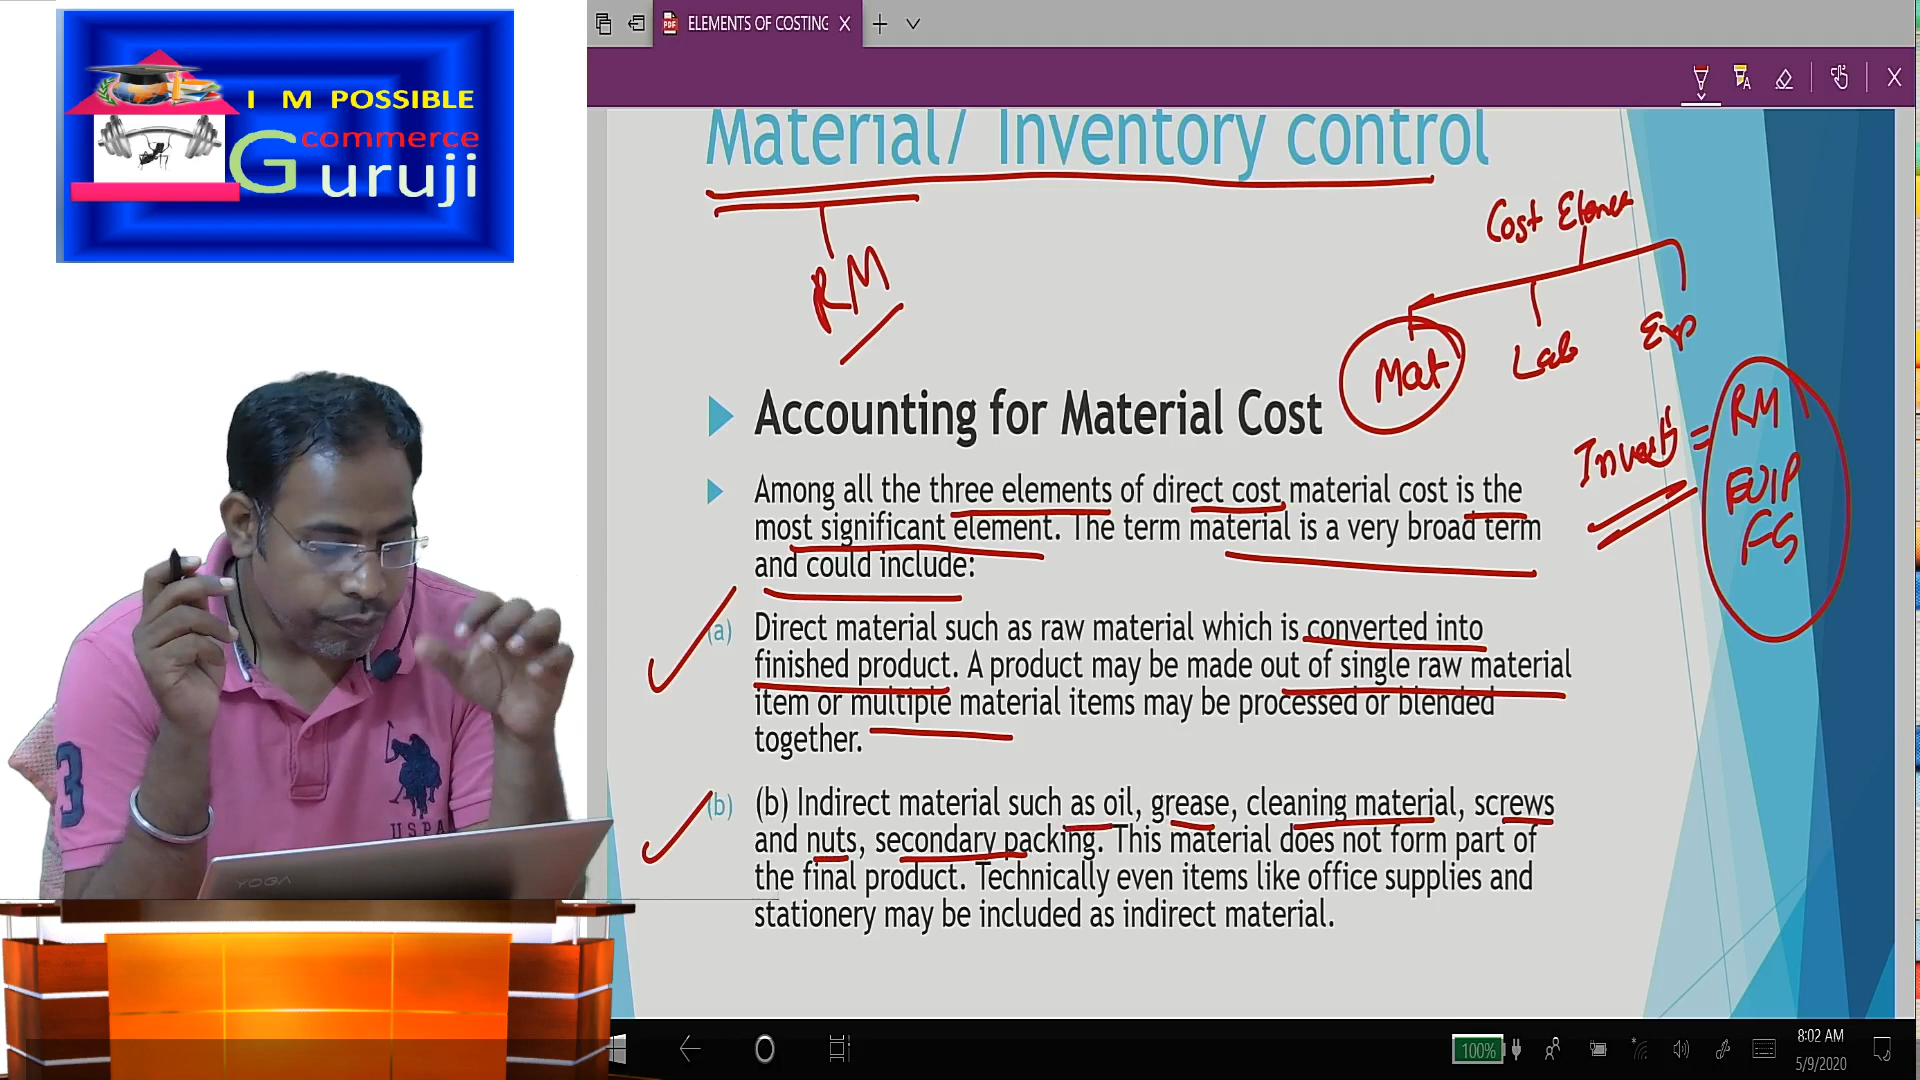 ELEMENTS OF COSTING
I M POSSIBLE
commerce
Guruji
Material/ Inventory control
Cost
RM
Mat
Lab
Exp
RM
=
FG
Accounting for Material Cost
Among all the three elements of direct cost material cost is the
most significant element. The term material is a very broad term
and could include:
(a) Direct material such as raw material which is converted into
finished product. A product may be made out of single raw material
item or multiple material items may be processed or blended
together.
(b) (b) Indirect material such as oil, grease, cleaning material, screws
and nuts, secondary packing. This material does not form part of
the final product. Technically even items like office supplies and
stationery may be included as indirect material.
3
USPA
YOGA
100%
8:02 AM
5/9/2020